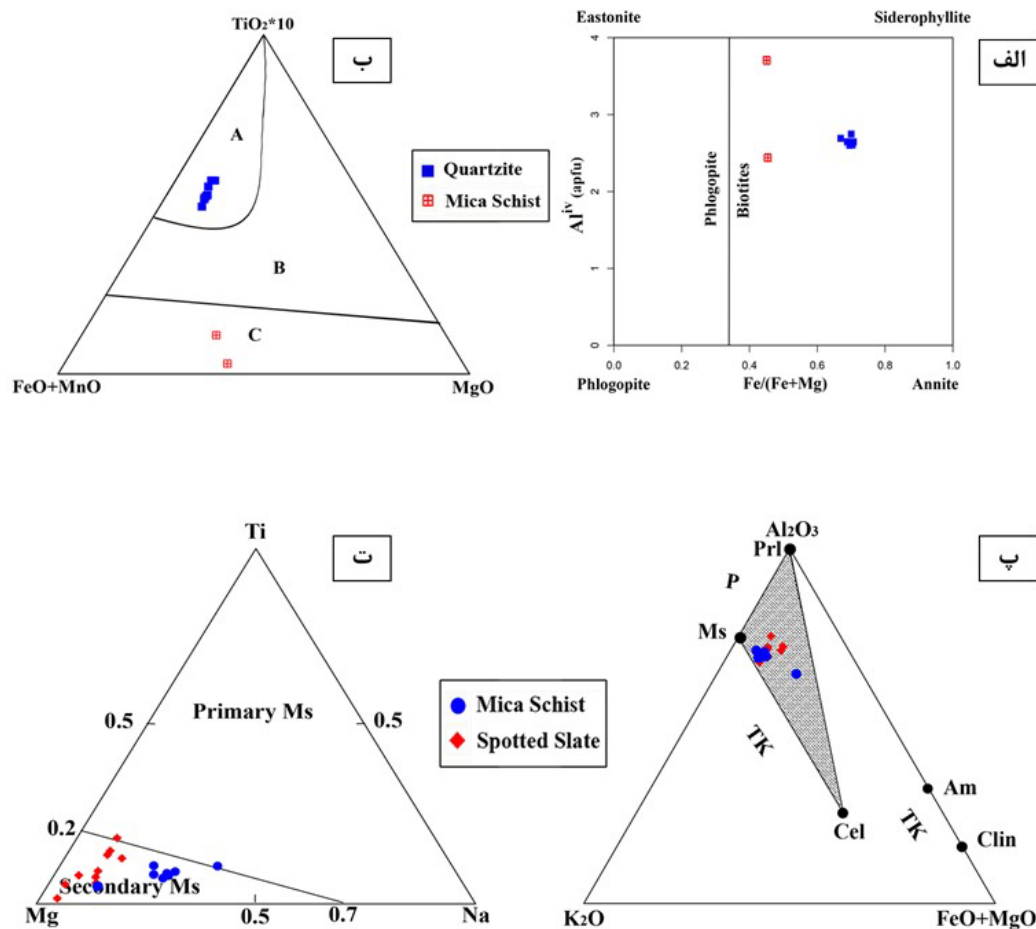 الف
Eastonite
Siderophyllite
4
3
2
1
0
Al^iv (apfu)
Phlogopite
Biotites
0.0
0.2
0.4
0.6
0.8
1.0
Phlogopite
Fe/(Fe+Mg)
Annite
ب
TiO₂*10
A
B
C
FeO+MnO
MgO
Quartzite
Mica Schist
پ
Al₂O₃
Prl
P
Ms
TK
Cel
Am
TK
Clin
K₂O
FeO+MgO
ت
Ti
Primary Ms
0.5
0.5
0.2
Secondary Ms
Mg
0.5
0.7
Na
Mica Schist
Spotted Slate